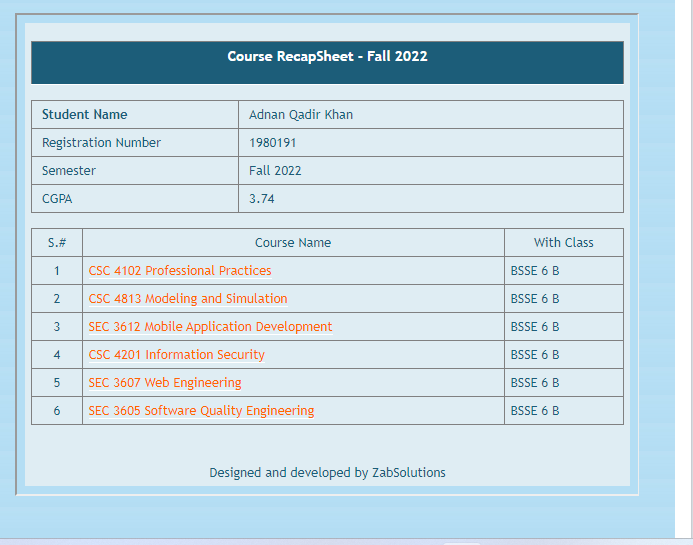 Course RecapSheet - Fall 2022
Student Name Adnan Qadir Khan
Registration Number 1980191
Semester Fall 2022
CGPA 3.74
S.# Course Name With Class
1 CSC 4102 Professional Practices BSSE 6 B
2 CSC 4813 Modeling and Simulation BSSE 6 B
3 SEC 3612 Mobile Application Development BSSE 6 B
4 CSC 4201 Information Security BSSE 6 B
5 SEC 3607 Web Engineering BSSE 6 B
6 SEC 3605 Software Quality Engineering BSSE 6 B
Designed and developed by ZabSolutions